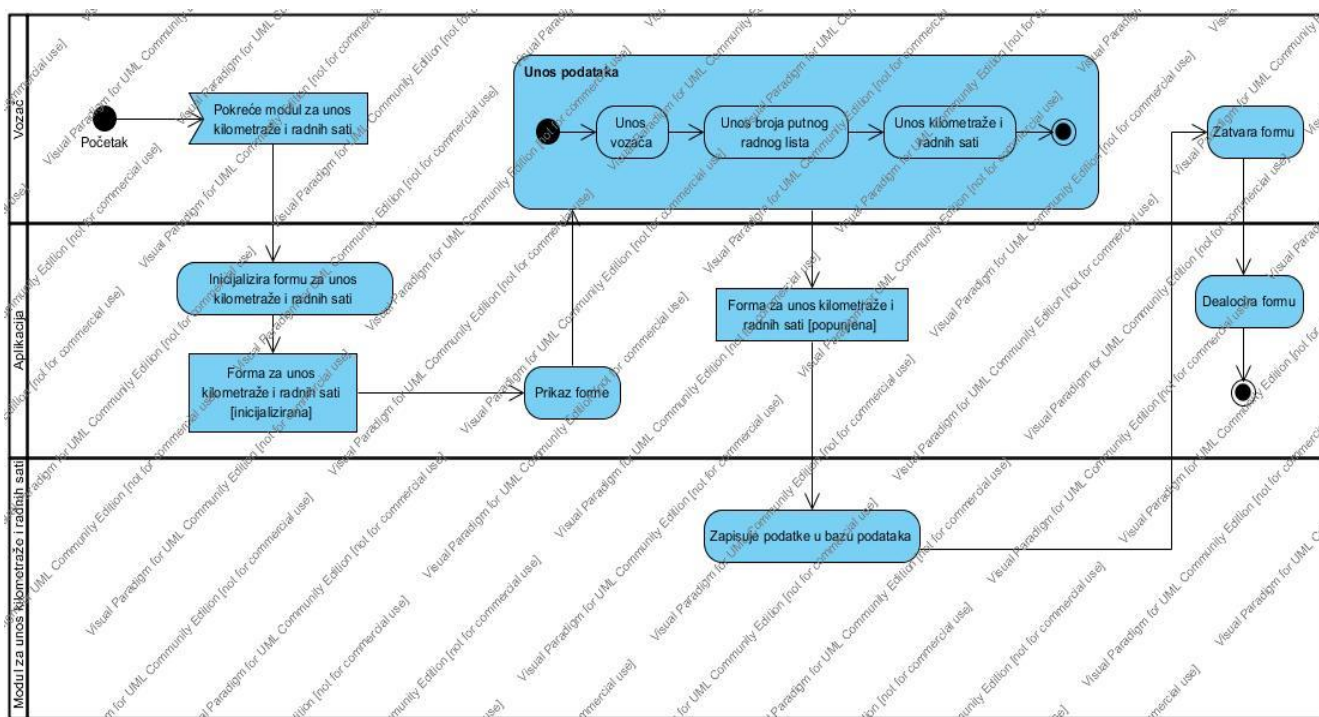 Vozač
Početak
Pokreće modul za unos
kilometraže i radnih sati
Unos podataka
Unos
vozača
Unos broja putnog
radnog lista
Unos kilometraže i
radnih sati
Zatvara formu
Aplikacija
Inicijalizira formu za unos
kilometraže i radnih sati
Forma za unos
kilometraže i radnih sati
[inicijalizirana]
Prikaz forme
Forma za unos kilometraže i
radnih sati [popunjena]
Dealocira formu
Modul za unos kilometraže i radnih sati
Zapisuje podatke u bazu podataka
Visual Paradigm for UML Community Edition [not for commercial use]